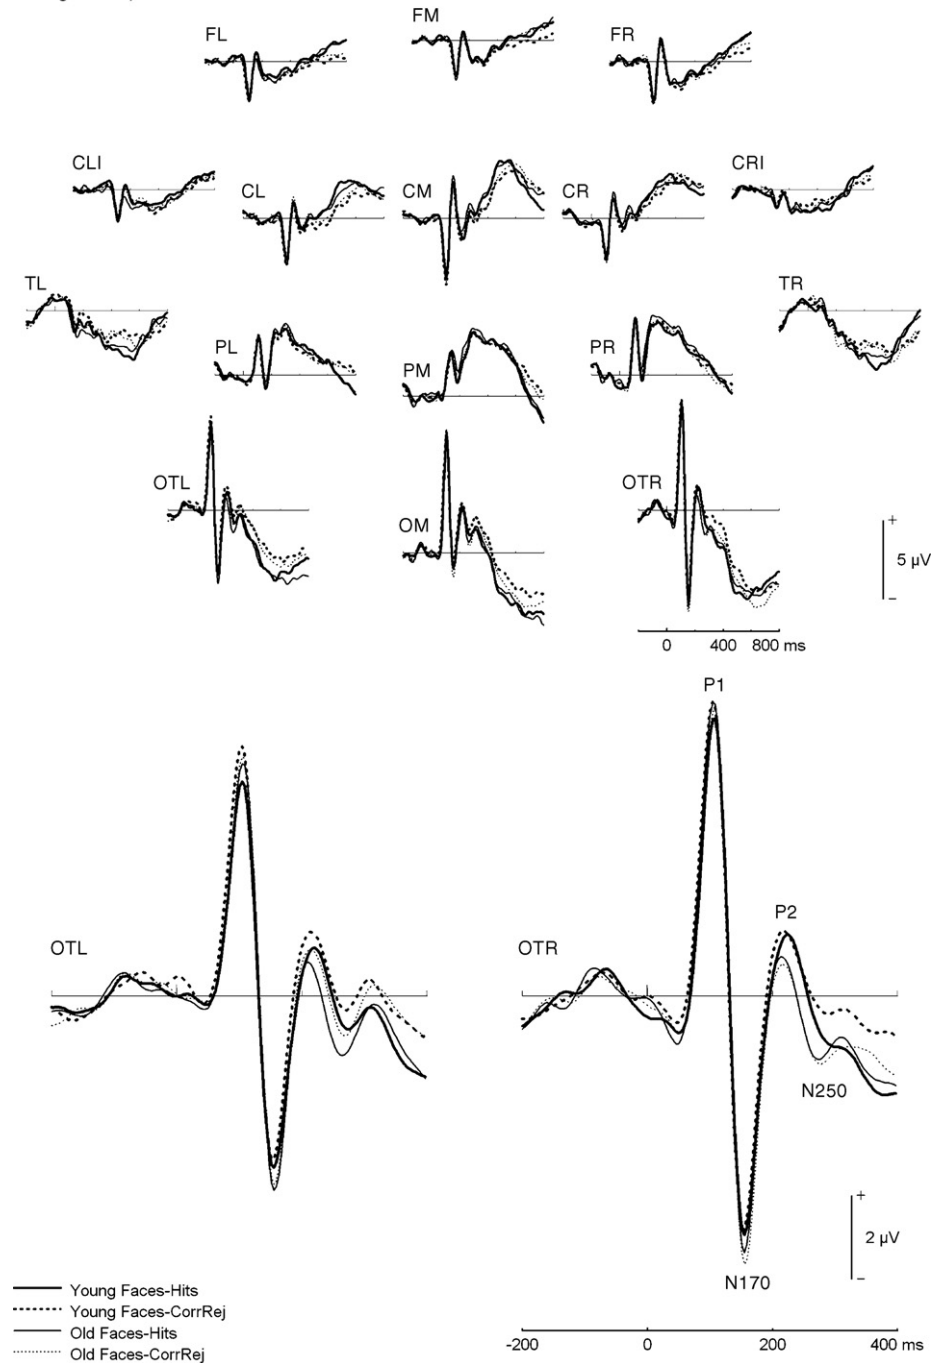 FL
FM
FR
CLI
CL
CM
CR
CRI
TL
PL
PM
PR
TR
OTL
OM
OTR
+
5 µV
–
0 400 800 ms
P1
P2
OTL
OTR
N250
+
2 µV
–
N170
Young Faces-Hits
Young Faces-CorrRej
Old Faces-Hits
Old Faces-CorrRej
-200 0 200 400 ms